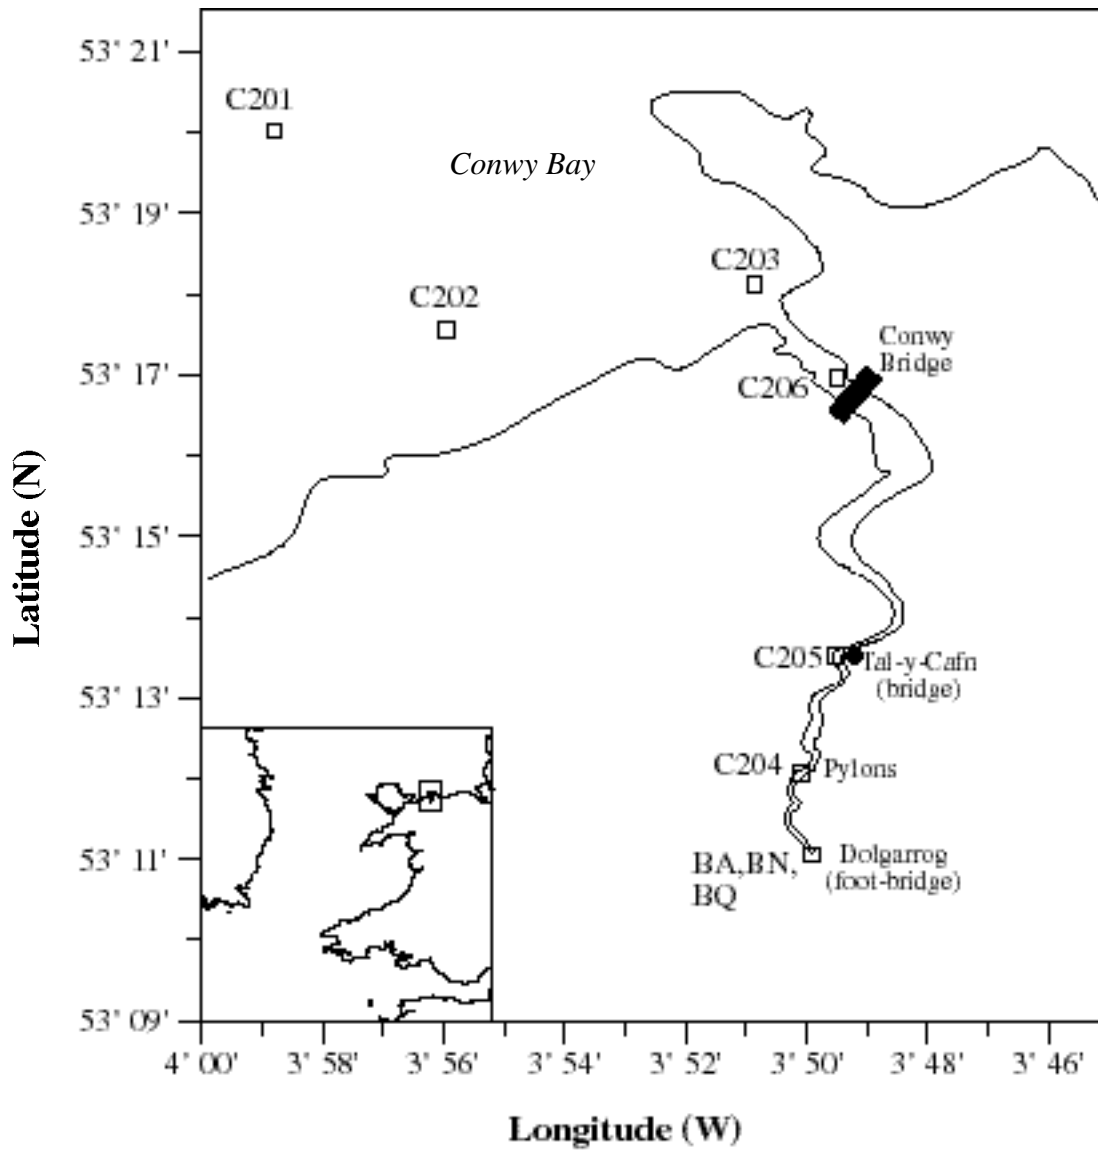 53° 21'
C201
Conwy Bay
53° 19'
C203
C202
Conwy
Bridge
53° 17'
C206
Latitude (N)
53° 15'
C205
Tal-y-Cafn
(bridge)
53° 13'
C204
Pylons
53° 11'
BA,BN,
BQ
Dolgarrog
(foot-bridge)
53° 09'
4° 00' 3° 58' 3° 56' 3° 54' 3° 52' 3° 50' 3° 48' 3° 46'
Longitude (W)